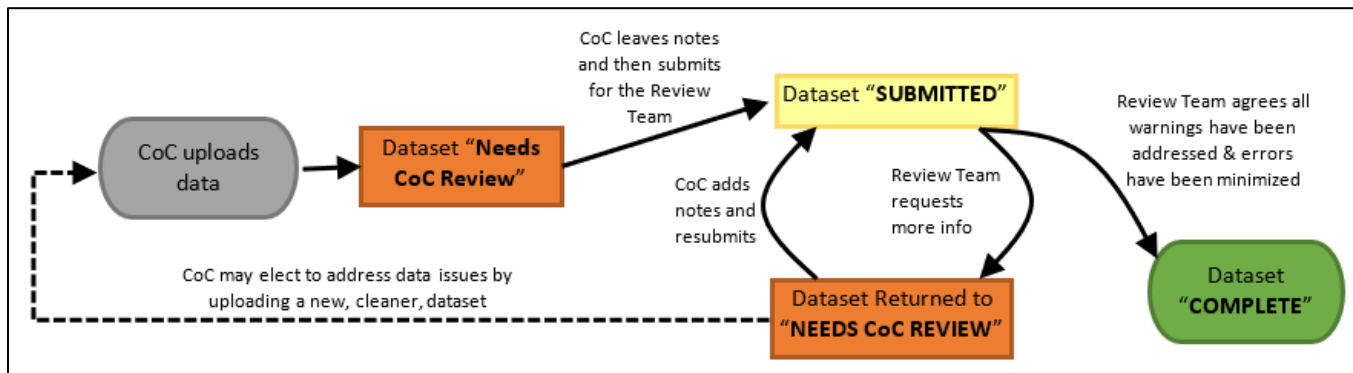 CoC uploads
data
Dataset “Needs
CoC Review”
CoC leaves notes
and then submits
for the Review
Team
Dataset “SUBMITTED”
CoC adds
notes and
resubmits
Review Team
requests
more info
Review Team agrees all
warnings have been
addressed & errors
have been minimized
CoC may elect to address data issues by
uploading a new, cleaner, dataset
Dataset Returned to
“NEEDS CoC REVIEW”
Dataset
“COMPLETE”